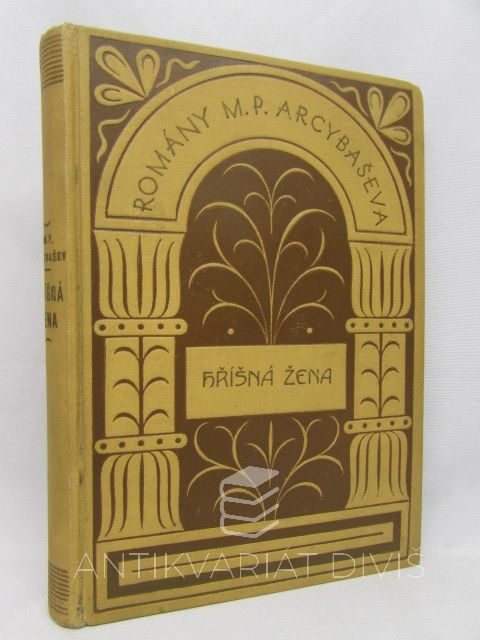 ROMÁNY M.P. ARCYBAŠEVA
HŘÍŠNÁ ŽENA
M.P.
ANTIKVARIÁT DIVIŠ